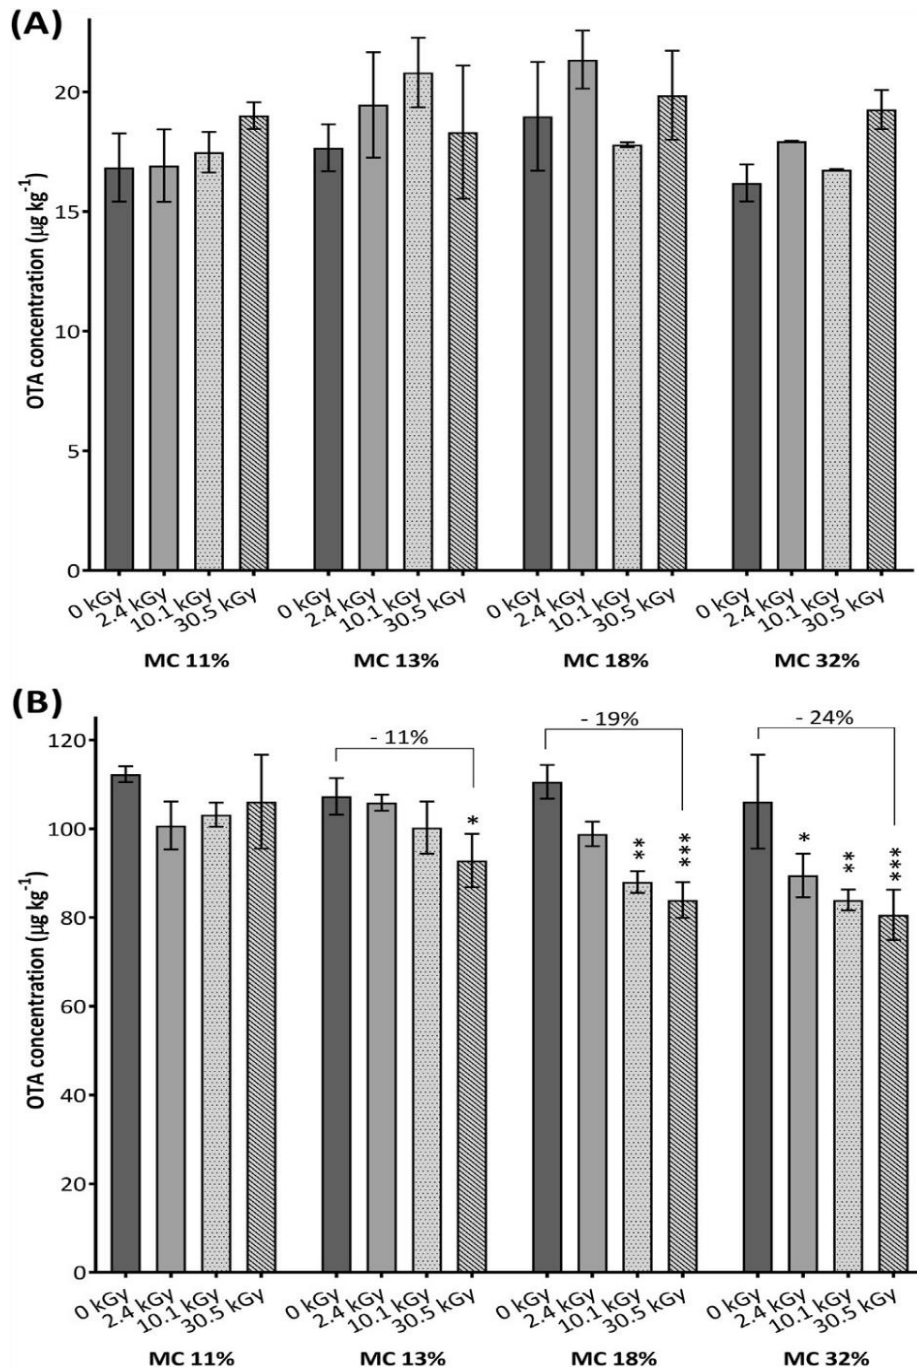 (A)
OTA concentration (µg kg⁻¹)
20
15
10
5
0
0 kGy 2.4 kGy 10.1 kGy 30.5 kGy 0 kGy 2.4 kGy 10.1 kGy 30.5 kGy 0 kGy 2.4 kGy 10.1 kGy 30.5 kGy 0 kGy 2.4 kGy 10.1 kGy 30.5 kGy
MC 11% MC 13% MC 18% MC 32%
(B)
OTA concentration (µg kg⁻¹)
- 11% - 19% - 24%
120
100
80
60
40
20
0
* ** *** * ** ***
0 kGy 2.4 kGy 10.1 kGy 30.5 kGy 0 kGy 2.4 kGy 10.1 kGy 30.5 kGy 0 kGy 2.4 kGy 10.1 kGy 30.5 kGy 0 kGy 2.4 kGy 10.1 kGy 30.5 kGy
MC 11% MC 13% MC 18% MC 32%